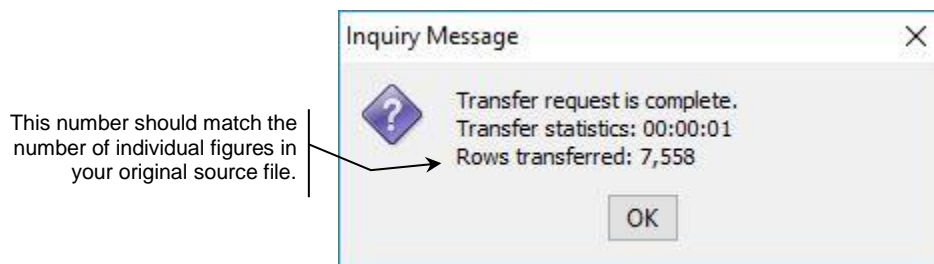 Inquiry Message
Transfer request is complete.
Transfer statistics: 00:00:01
Rows transferred: 7,558
OK
This number should match the
number of individual figures in
your original source file.